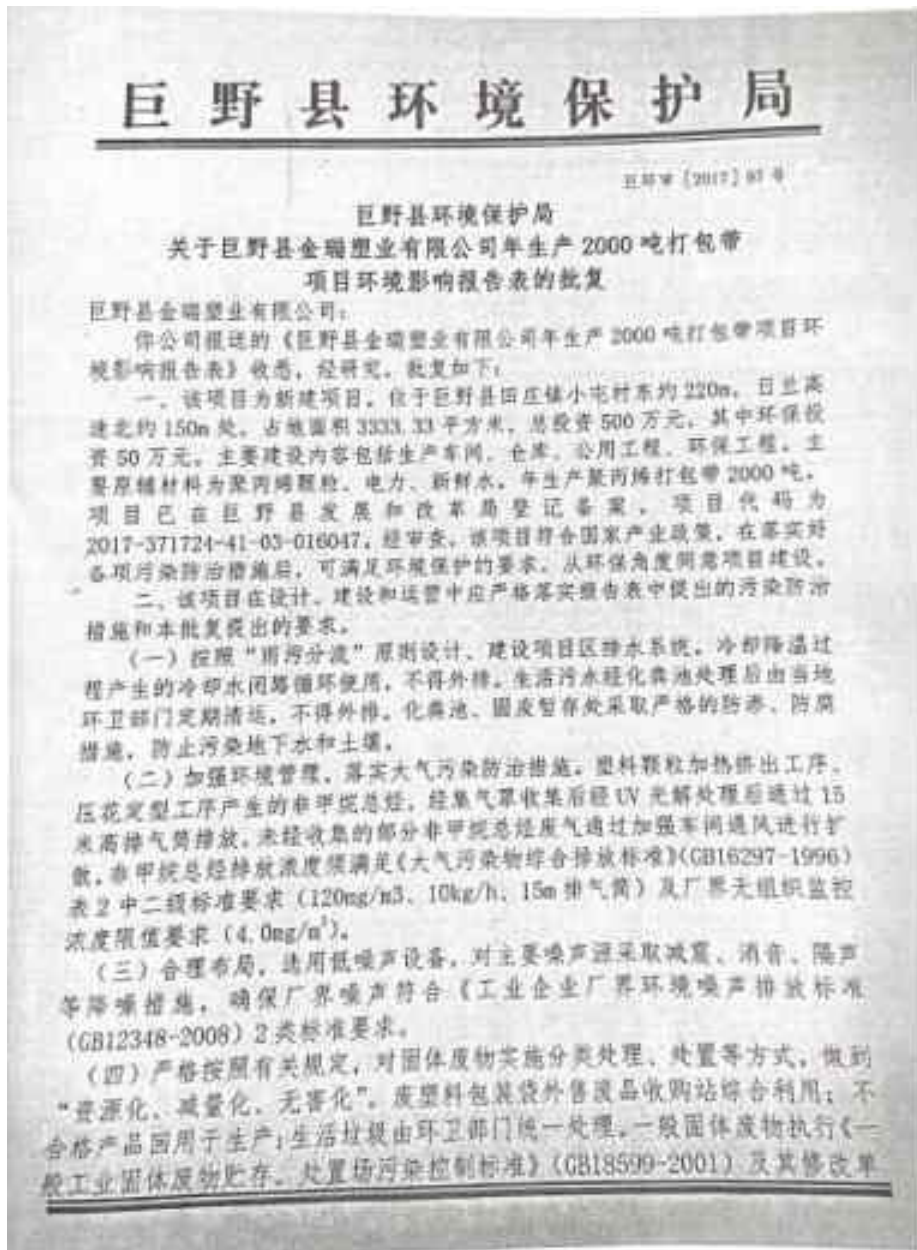 巨野县环境保护局
巨环审〔2017〕97号
巨野县环境保护局
关于巨野县金瑞塑业有限公司年生产 2000 吨打包带
项目环境影响报告表的批复
巨野县金瑞塑业有限公司:
你公司报送的《巨野县金瑞塑业有限公司年生产 2000 吨打包带项目环
境影响报告表》收悉，经研究，批复如下:
一、该项目为新建项目，位于巨野县田庄镇小屯村东约 220m，日兰高
速北约 150m 处，占地面积 3333.33 平方米，总投资 500 万元，其中环保投
资 50 万元。主要建设内容包括生产车间、仓库、公用工程、环保工程。主
要原辅材料为聚丙烯颗粒、电力、新鲜水。年生产聚丙烯打包带 2000 吨。
项目已在巨野县发展和改革局登记备案，项目代码为
2017-371724-41-03-016047。经审查，该项目符合国家产业政策，在落实好
各项污染防治措施后，可满足环境保护的要求。从环保角度同意项目建设。
二、该项目在设计、建设和运营中应严格落实报告表中提出的污染防治
措施和本批复提出的要求。
（一）按照“雨污分流”原则设计、建设项目区排水系统。冷却降温过
程产生的冷却水闭路循环使用，不得外排。生活污水经化粪池处理后由当地
环卫部门定期清运，不得外排。化粪池、固废暂存处采取严格的防渗、防腐
措施，防止污染地下水和土壤。
（二）加强环境管理，落实大气污染防治措施。塑料颗粒加热挤出工序、
压花定型工序产生的非甲烷总烃，经集气罩收集后经 UV 光解处理后通过 15
米高排气筒排放，未经收集的部分非甲烷总烃废气通过加强车间通风进行扩
散，非甲烷总烃排放浓度须满足《大气污染物综合排放标准》（GB16297-1996）
表 2 中二级标准要求（120mg/m3、10kg/h、15m 排气筒）及厂界无组织监控
浓度限值要求（4.0mg/m³）。
（三）合理布局，选用低噪声设备，对主要噪声源采取减震、消音、隔声
等降噪措施，确保厂界噪声符合《工业企业厂界环境噪声排放标准
（GB12348-2008）2 类标准要求。
（四）严格按照有关规定，对固体废物实施分类处理、处置等方式，做到
“资源化、减量化、无害化”。废塑料包装袋外售废品收购站综合利用；不
合格产品回用于生产；生活垃圾由环卫部门统一处理。一般固体废物执行《一
般工业固体废物贮存、处置场污染控制标准》（GB18599-2001）及其修改单